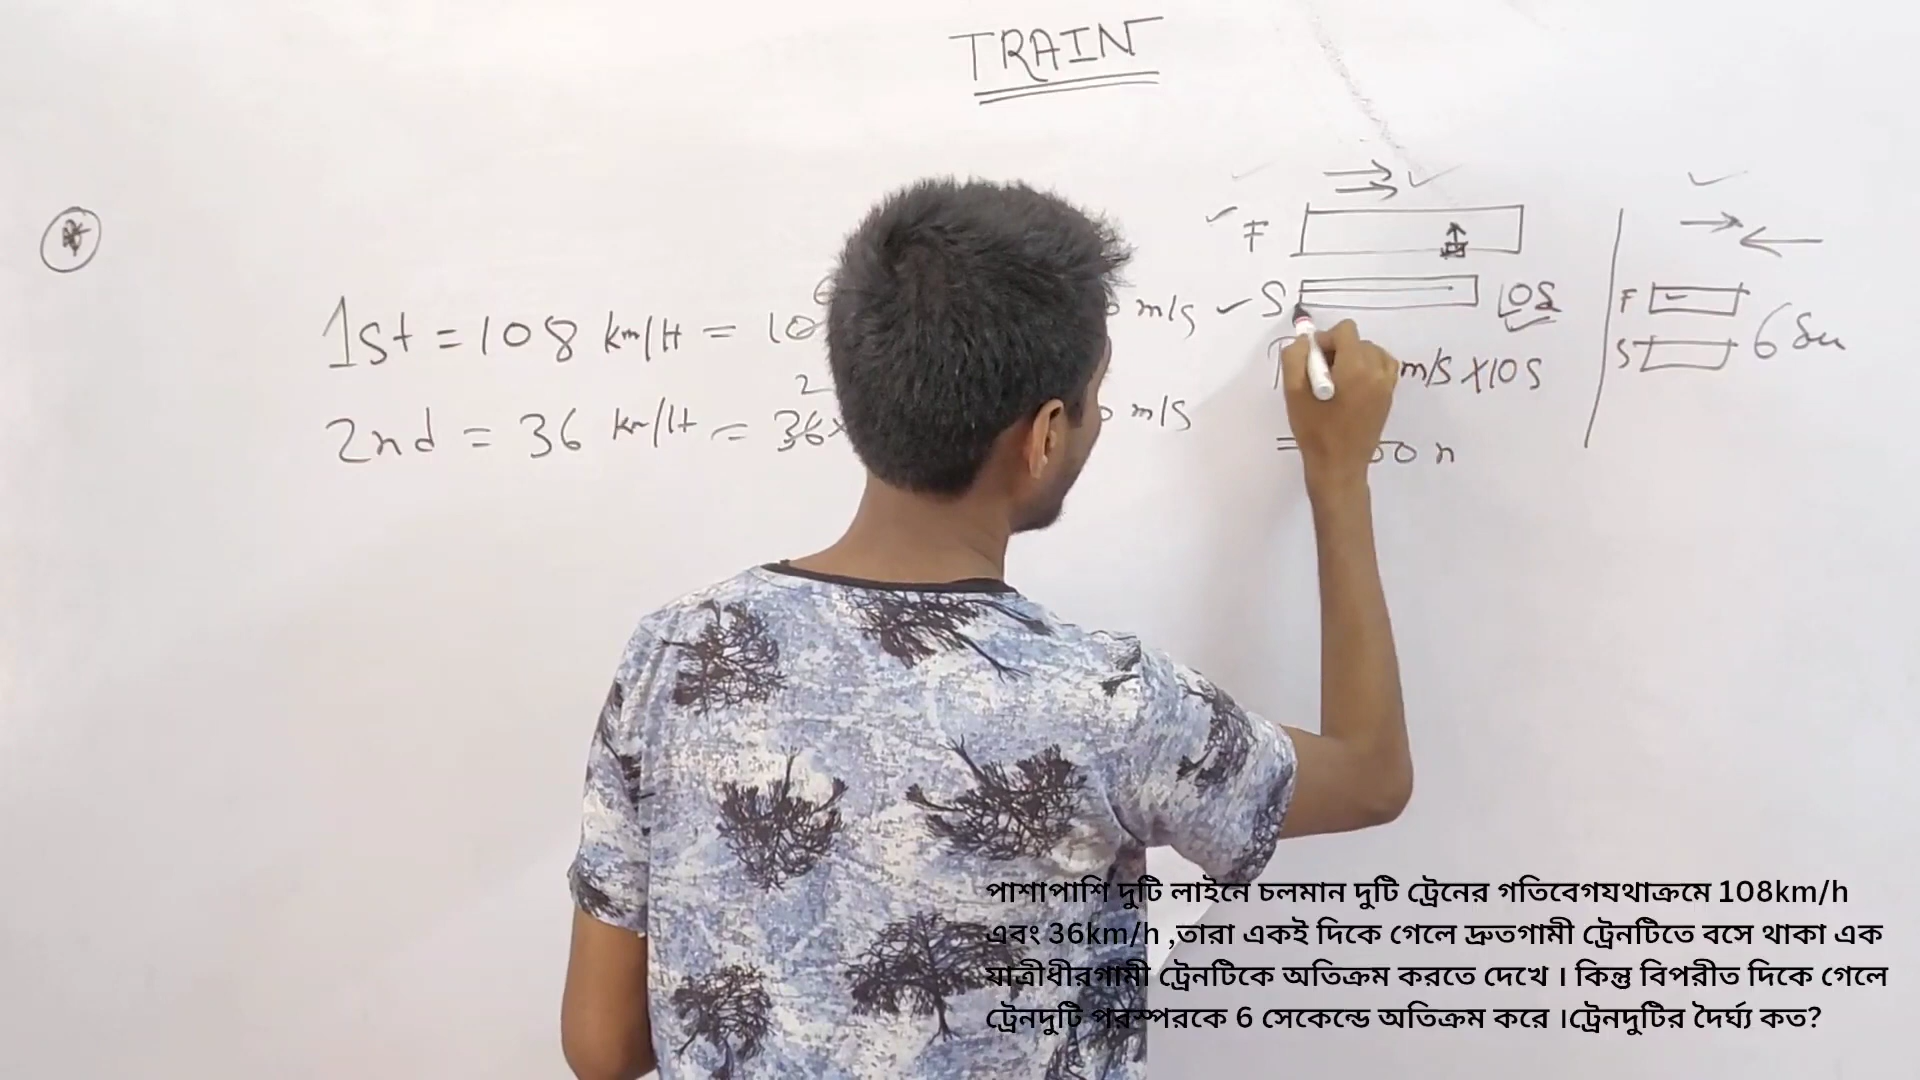 TRAIN
1st = 108 km/H = 10 m/s
2nd = 36 km/H = 36× m/s
F
S 10s
m/s ×10s
=
F
S
6 Sec
পাশাপাশি দুটি লাইনে চলমান দুটি ট্রেনের গতিবেগযথাক্রমে 108km/h
এবং 36km/h ,তারা একই দিকে গেলে দ্রুতগামী ট্রেনটিতে বসে থাকা এক
যাত্রীধীরগামী ট্রেনটিকে অতিক্রম করতে দেখে । কিন্তু বিপরীত দিকে গেলে
ট্রেনদুটি পরস্পরকে 6 সেকেন্ডে অতিক্রম করে ।ট্রেনদুটির দৈর্ঘ্য কত?